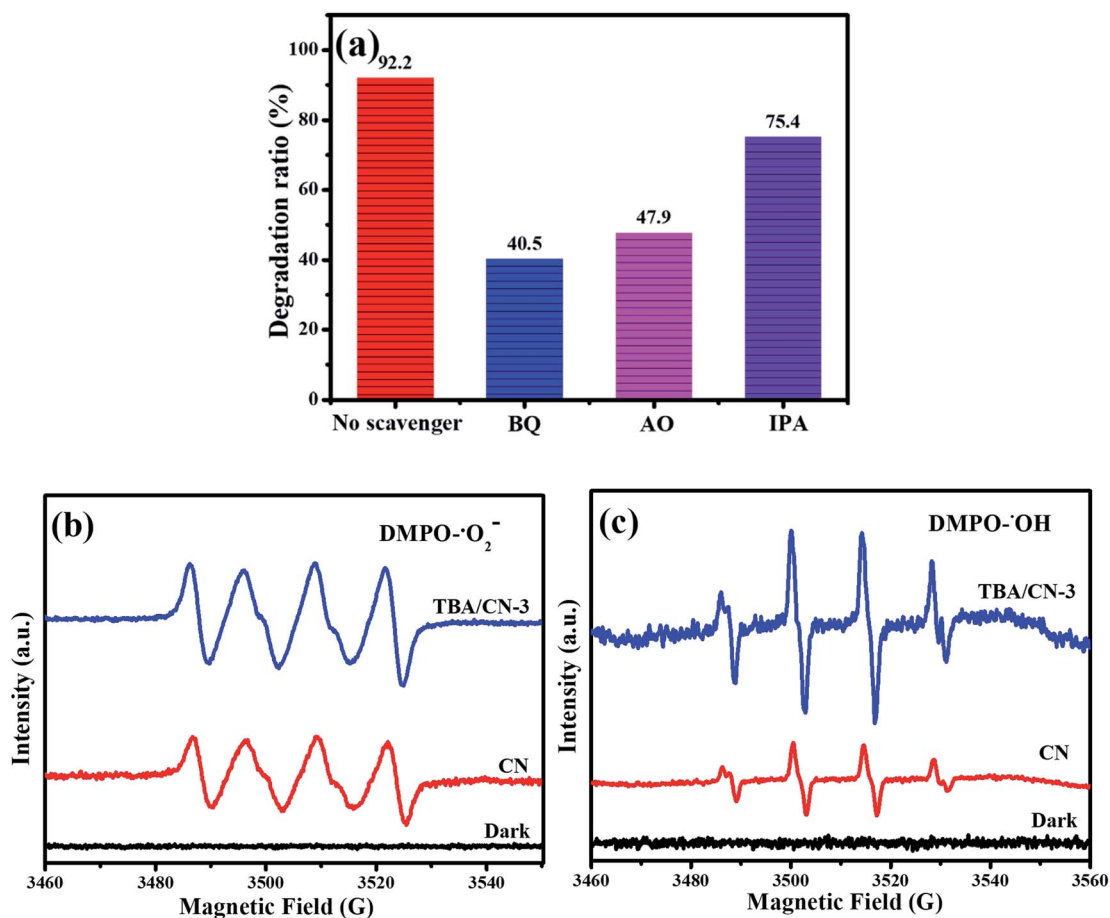 (a)
Degradation ratio (%)
100
80
60
40
20
0
92.2
40.5
47.9
75.4
No scavenger BQ AO IPA
(b)
DMPO-·O₂⁻
TBA/CN-3
CN
Dark
Intensity (a.u.)
3460 3480 3500 3520 3540
Magnetic Field (G)
(c)
DMPO-·OH
TBA/CN-3
CN
Dark
Intensity (a.u.)
3460 3480 3500 3520 3540 3560
Magnetic Field (G)